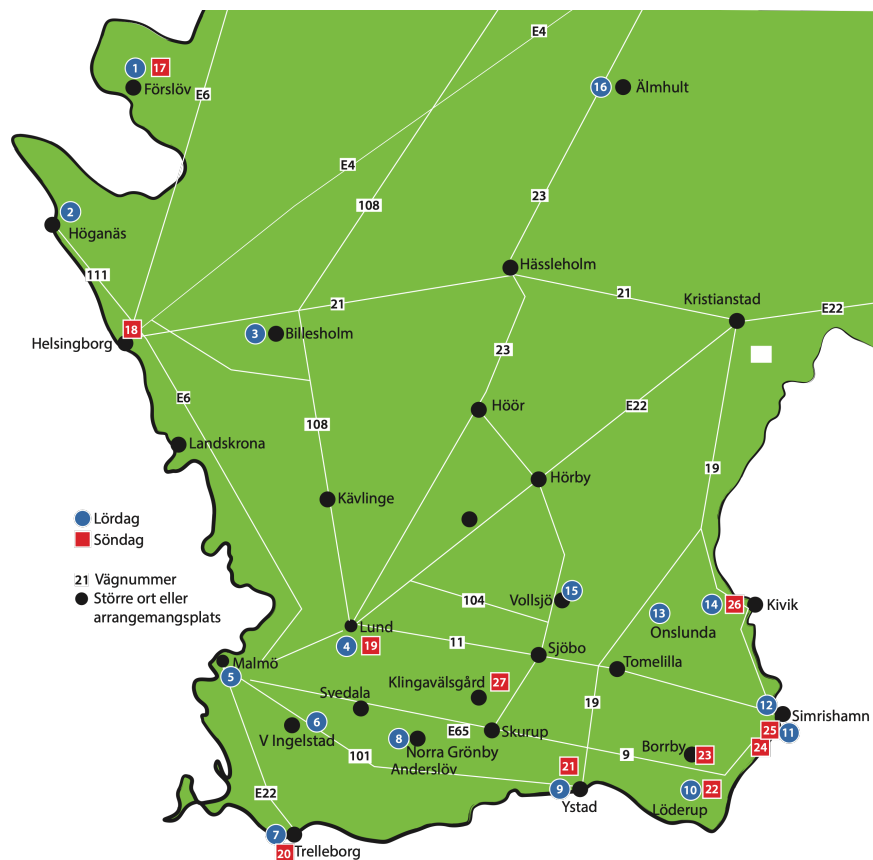 E4
1 17
Förslöv
E6
16 Älmhult
E4
108
23
2
Höganäs
111
Hässleholm
21
21
Kristianstad
E22
18
Helsingborg
3 Billesholm
23
E6
E22
Höör
108
19
Landskrona
Hörby
Kävlinge
Lördag
Söndag
21 Vägnummer
Större ort eller
arrangemangsplats
104
Vollsjö 15
13
Onslunda
14 26 Kivik
Lund
4 19
11
Sjöbo
Malmö
5
Tomelilla
Klingavälsgård 27
Svedala
19
12
Simrishamn
25 11
24
V Ingelstad
6
8
Norra Grönby
Anderslöv
E65
Skurup
9
Borrby 23
101
21
9
Ystad
10 22
Löderup
E22
7
20 Trelleborg